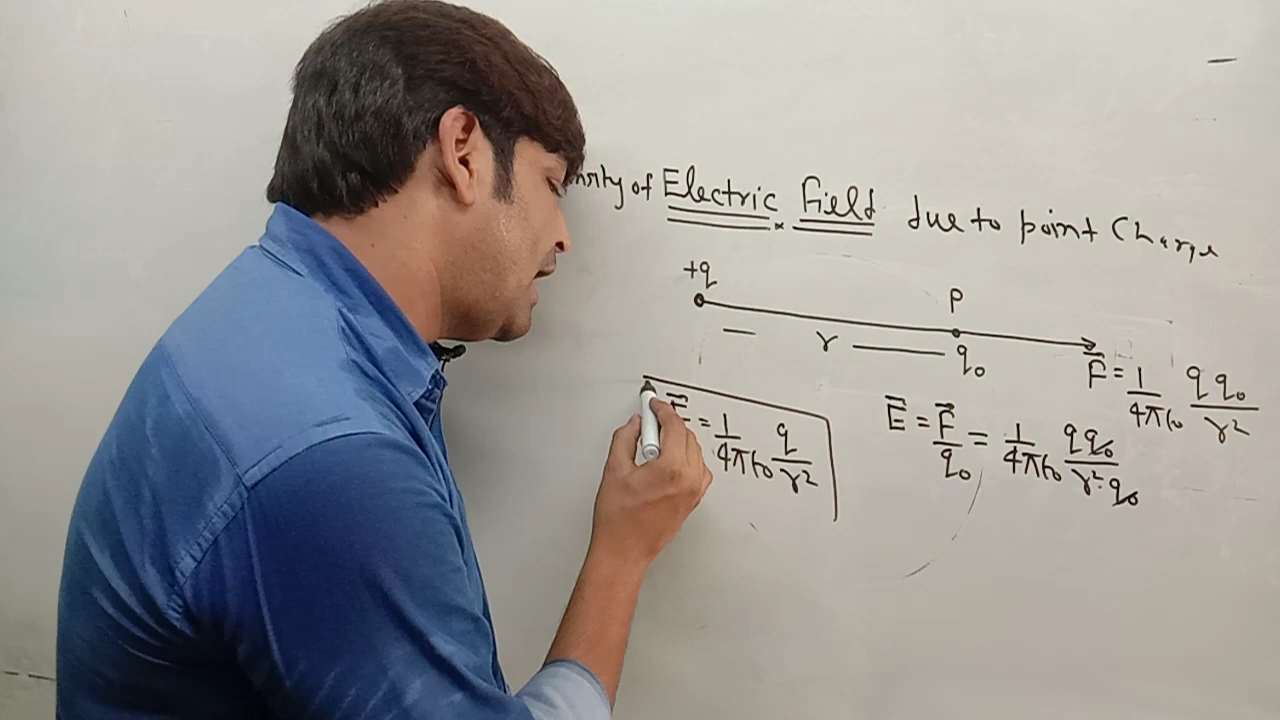 nsity of Electric Field due to point Charge
+q
P
r
q₀
F⃗ = 1/4πε₀ qq₀/r²
E⃗ = F⃗/q₀ = 1/4πε₀ qq₀/r²·q₀
E⃗ = 1/4πε₀ q/r²